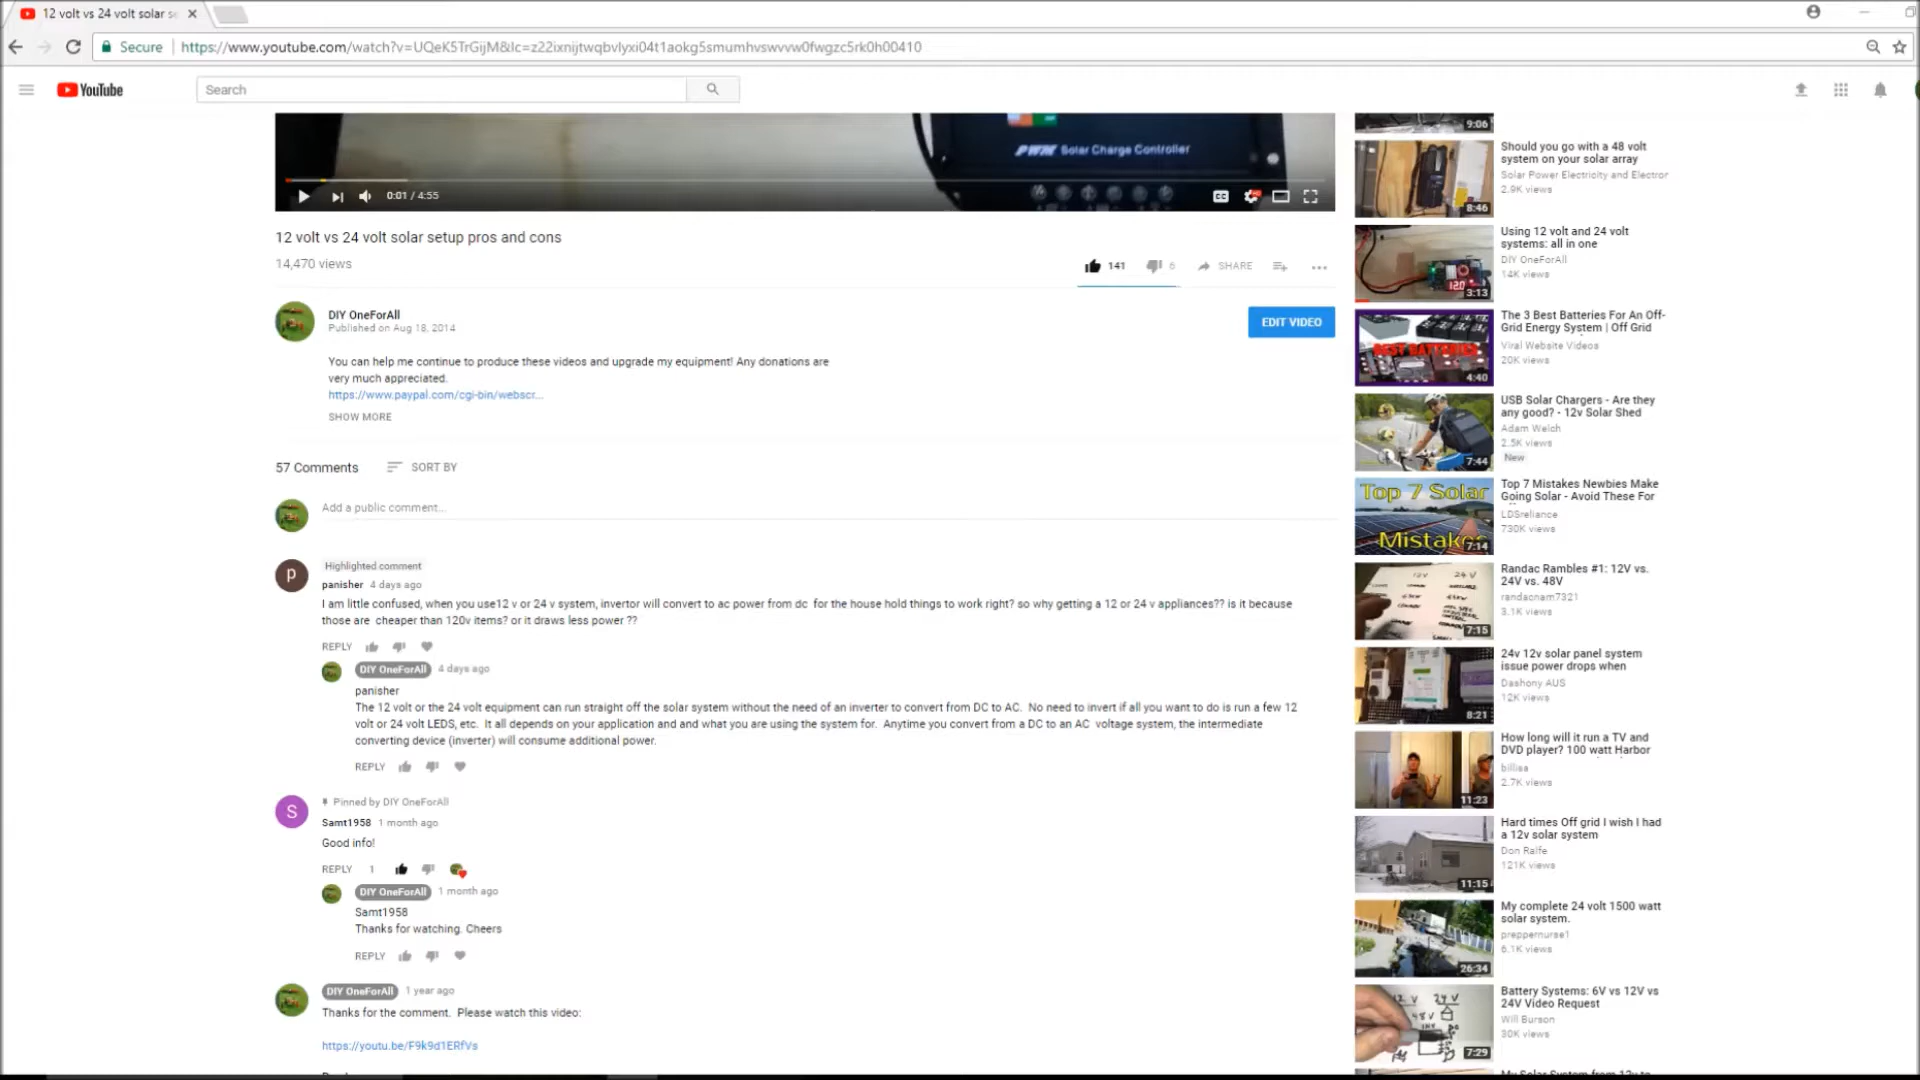 12 volt vs 24 volt solar se
Secure
https://www.youtube.com/watch?v=UQeK5TrGijM&lc=z22ixnijtwqbvlyxi04t1aokg5smumhvswvvw0fwgzc5rk0h00410
YouTube
Search
PWM Solar Charge Controller
0:01 / 4:55
CC
12 volt vs 24 volt solar setup pros and cons
14,470 views
141
6
SHARE
DIY OneForAll
Published on Aug 18, 2014
EDIT VIDEO
You can help me continue to produce these videos and upgrade my equipment! Any donations are
very much appreciated.
https://www.paypal.com/cgi-bin/webscr...
SHOW MORE
57 Comments
SORT BY
Add a public comment...
P
Highlighted comment
panisher 4 days ago
I am little confused, when you use12 v or 24 v system, invertor will convert to ac power from dc for the house hold things to work right? so why getting a 12 or 24 v appliances?? is it because
those are cheaper than 120v items? or it draws less power ??
REPLY
DIY OneForAll 4 days ago
panisher
The 12 volt or the 24 volt equipment can run straight off the solar system without the need of an inverter to convert from DC to AC. No need to invert if all you want to do is run a few 12
volt or 24 volt LEDS, etc. It all depends on your application and and what you are using the system for. Anytime you convert from a DC to an AC voltage system, the intermediate
converting device (inverter) will consume additional power.
REPLY
S
Pinned by DIY OneForAll
Samt1958 1 month ago
Good info!
REPLY 1
DIY OneForAll 1 month ago
Samt1958
Thanks for watching. Cheers
REPLY
DIY OneForAll 1 year ago
Thanks for the comment. Please watch this video:
https://youtu.be/F9k9d1ERfVs
9:06
Should you go with a 48 volt
system on your solar array
Solar Power Electricity and Electror
2.9K views
8:46
Using 12 volt and 24 volt
systems: all in one
DIY OneForAll
14K views
3:13
The 3 Best Batteries For An Off-
Grid Energy System | Off Grid
Viral Website Videos
20K views
BEST BATTERIES
4:40
USB Solar Chargers - Are they
any good? - 12v Solar Shed
Adam Welch
2.5K views
New
7:44
Top 7 Solar
Mistakes
7:14
Top 7 Mistakes Newbies Make
Going Solar - Avoid These For
LDSreliance
730K views
Randac Rambles #1: 12V vs.
24V vs. 48V
randacnam7321
3.1K views
12V 24V
7:15
24v 12v solar panel system
issue power drops when
Dashony AUS
12K views
8:21
How long will it run a TV and
DVD player? 100 watt Harbor
billisa
2.7K views
11:23
Hard times Off grid I wish I had
a 12v solar system
Don Ralfe
121K views
11:15
My complete 24 volt 1500 watt
solar system.
preppernurse1
6.1K views
26:34
Battery Systems: 6V vs 12V vs
24V Video Request
Will Burson
30K views
12 V 24V
48V
7:29
My Solar System from 12v to